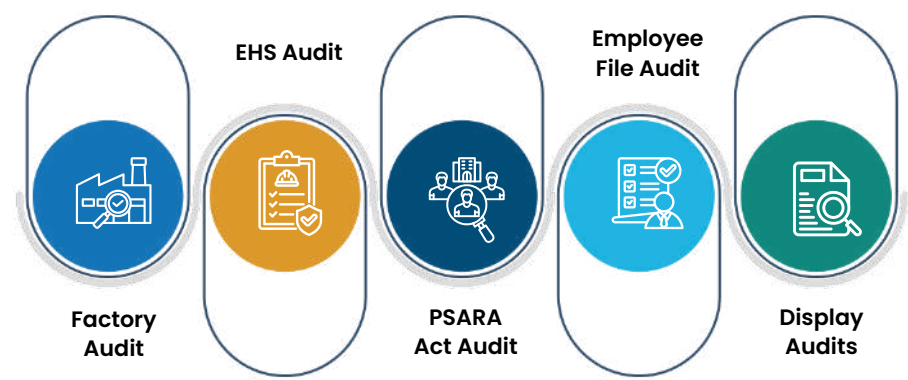 Factory
Audit
EHS Audit
PSARA
Act Audit
Employee
File Audit
Display
Audits